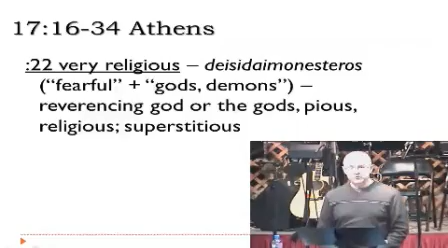 17:16-34 Athens
:22 very religious – deisidaimonesteros
("fearful" + "gods, demons") –
reverencing god or the gods, pious,
religious; superstitious